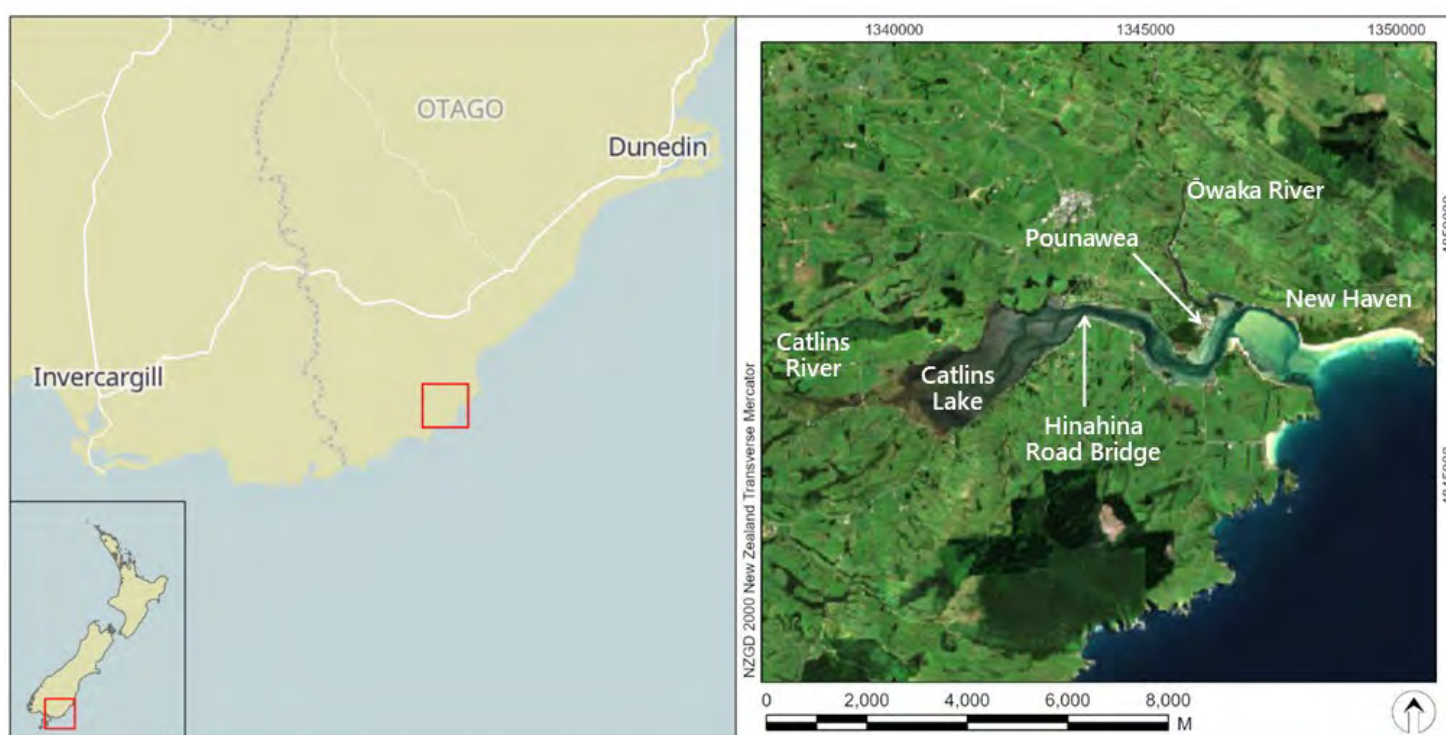 OTAGO
Dunedin
Invercargill
1340000
1345000
1350000
Ōwaka River
Pounawea
New Haven
Catlins
River
Catlins
Lake
Hinahina
Road Bridge
NZGD 2000 New Zealand Transverse Mercator
0
2,000
4,000
6,000
8,000
M